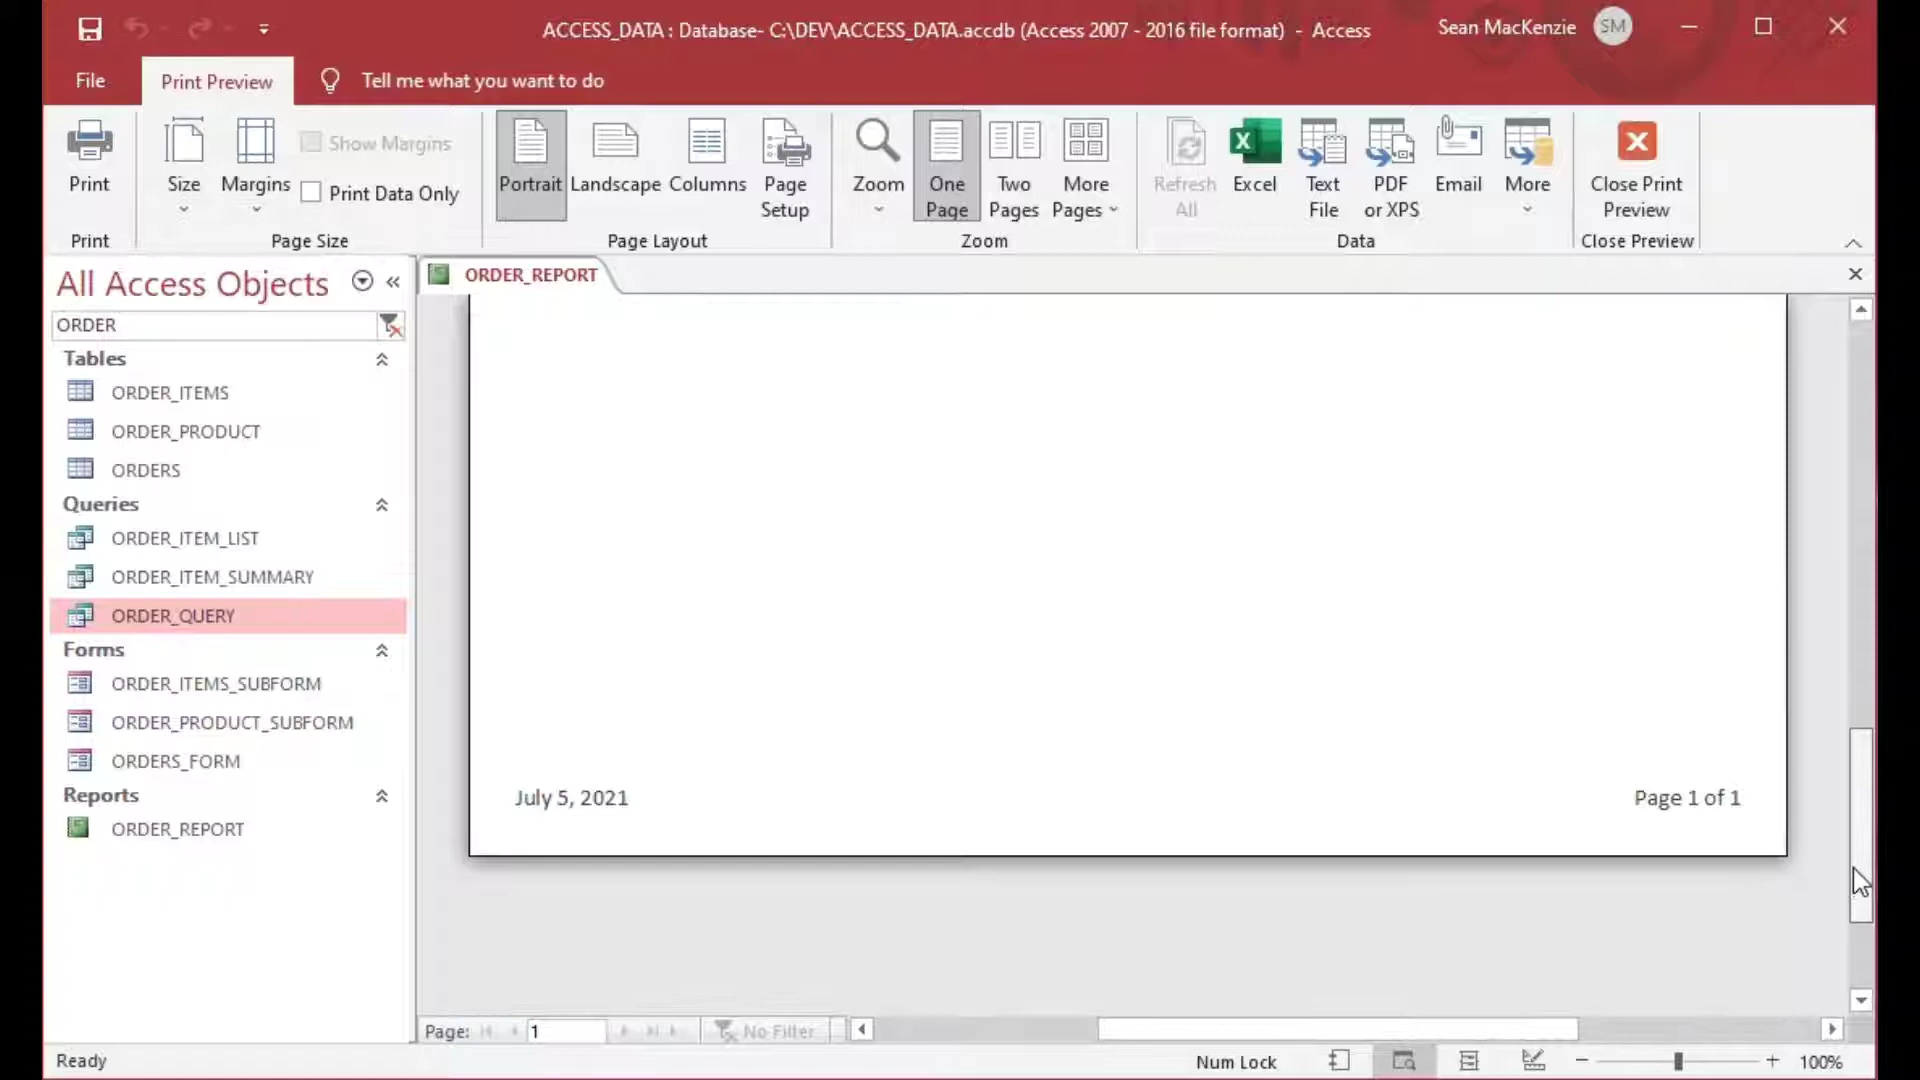 ACCESS_DATA : Database- C:\DEV\ACCESS_DATA.accdb (Access 2007 - 2016 file format)  -  Access
Sean MacKenzie
SM
File
Print Preview
Tell me what you want to do
Print
Size
Margins
Show Margins
Print Data Only
Portrait
Landscape
Columns
Page
Setup
Zoom
One
Page
Two
Pages
More
Pages
Refresh
All
Excel
Text
File
PDF
or XPS
Email
More
Close Print
Preview
Print
Page Size
Page Layout
Zoom
Data
Close Preview
All Access Objects
ORDER
Tables
ORDER_ITEMS
ORDER_PRODUCT
ORDERS
Queries
ORDER_ITEM_LIST
ORDER_ITEM_SUMMARY
ORDER_QUERY
Forms
ORDER_ITEMS_SUBFORM
ORDER_PRODUCT_SUBFORM
ORDERS_FORM
Reports
ORDER_REPORT
ORDER_REPORT
July 5, 2021
Page 1 of 1
Page:
1
No Filter
Ready
Num Lock
100%